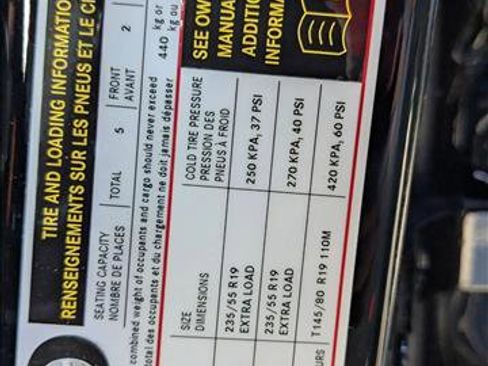 TIRE AND LOADING INFORMATIO
RENSEIGNEMENTS SUR LES PNEUS ET LE C
SEATING CAPACITY
NOMBRE DE PLACES
TOTAL 5
FRONT
AVANT
2
combined weight of occupants and cargo should never exceed
total des occupants et du chargement ne doit jamais dépasser
440
kg or
kg ou
SIZE
DIMENSIONS
COLD TIRE PRESSURE
PRESSION DES
PNEUS À FROID
235/55 R19
EXTRA LOAD
250 KPA, 37 PSI
235/55 R19
EXTRA LOAD
270 KPA, 40 PSI
URS
T145/80 R19 110M
420 KPA, 60 PSI
SEE OW
MANUA
ADDITIO
INFORMA